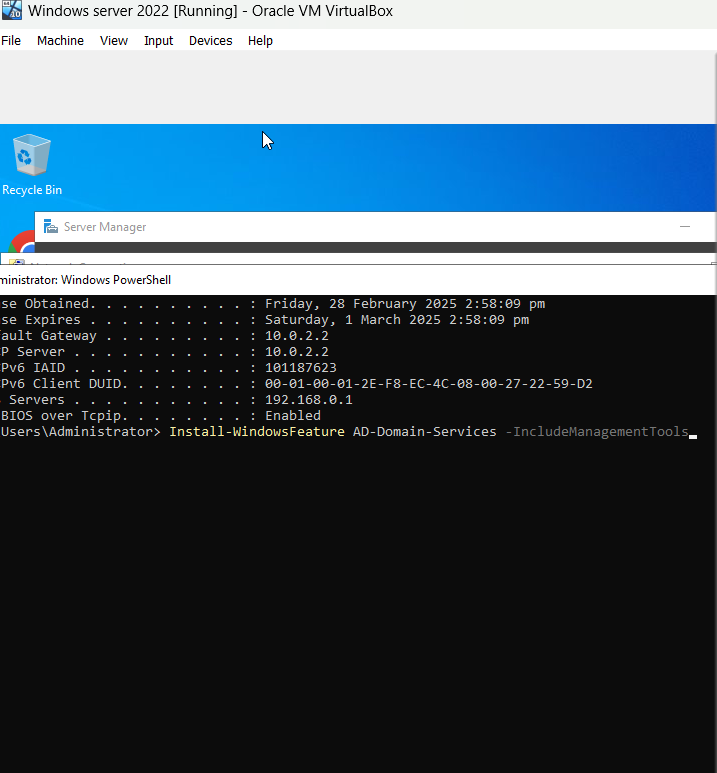 Windows server 2022 [Running] - Oracle VM VirtualBox
File Machine View Input Devices Help
Recycle Bin
Server Manager
ministrator: Windows PowerShell
se Obtained. . . . . . . . . . : Friday, 28 February 2025 2:58:09 pm
se Expires . . . . . . . . . . : Saturday, 1 March 2025 2:58:09 pm
ault Gateway . . . . . . . . . : 10.0.2.2
P Server . . . . . . . . . . . : 10.0.2.2
Pv6 IAID . . . . . . . . . . . : 101187623
Pv6 Client DUID. . . . . . . . : 00-01-00-01-2E-F8-EC-4C-08-00-27-22-59-D2
Servers . . . . . . . . . . . : 192.168.0.1
BIOS over Tcpip. . . . . . . . : Enabled
Users\Administrator> Install-WindowsFeature AD-Domain-Services -IncludeManagementTools